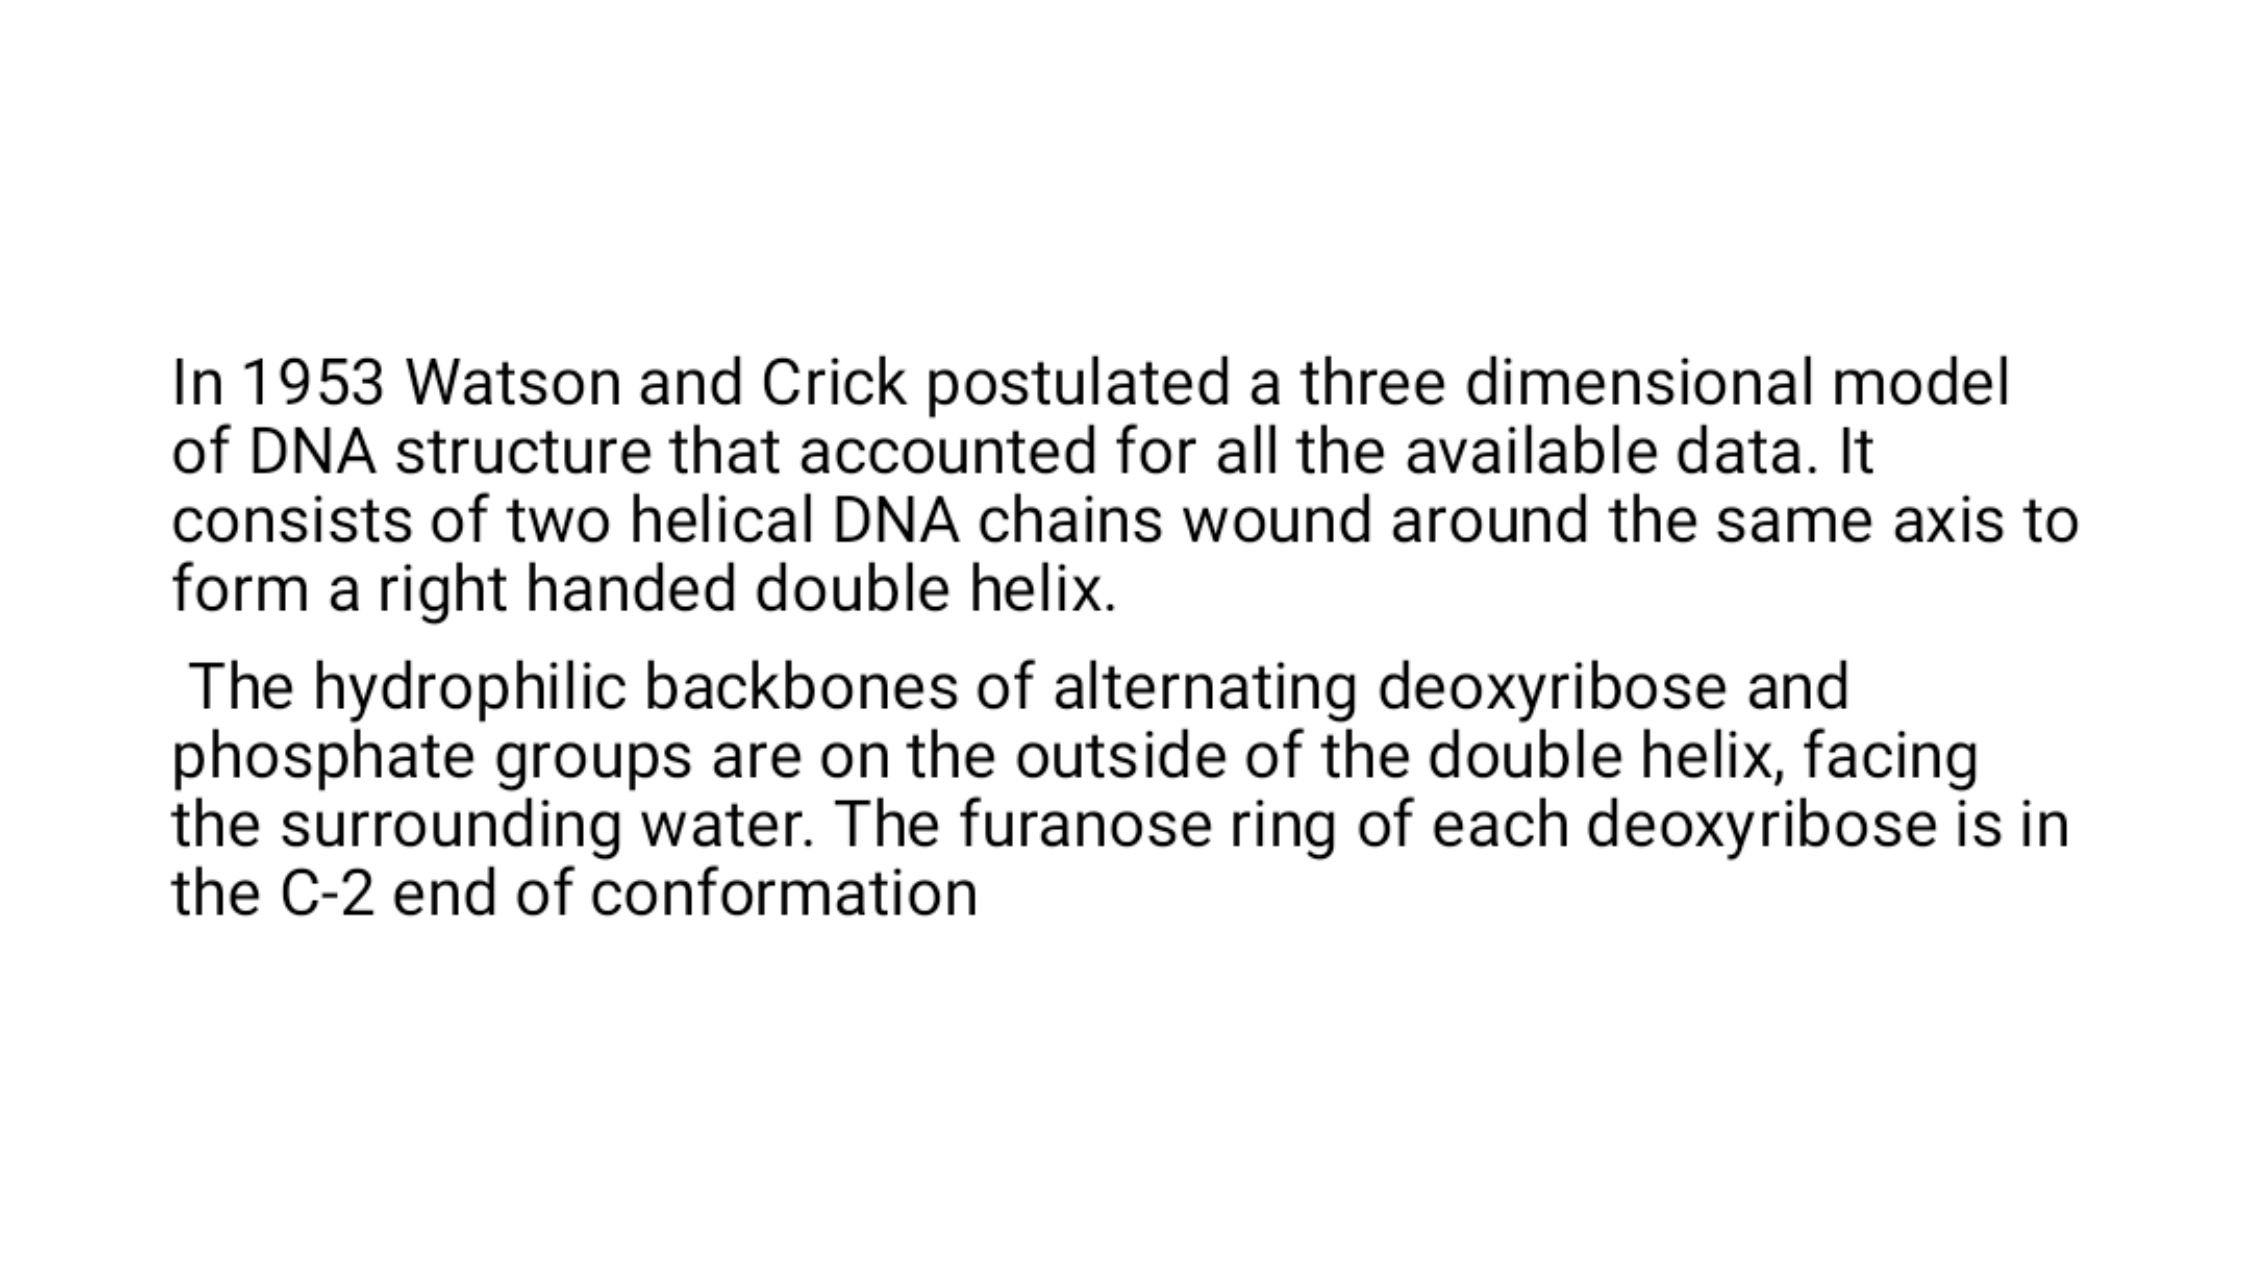 In 1953 Watson and Crick postulated a three dimensional model
of DNA structure that accounted for all the available data. It
consists of two helical DNA chains wound around the same axis to
form a right handed double helix.
The hydrophilic backbones of alternating deoxyribose and
phosphate groups are on the outside of the double helix, facing
the surrounding water. The furanose ring of each deoxyribose is in
the C-2 end of conformation